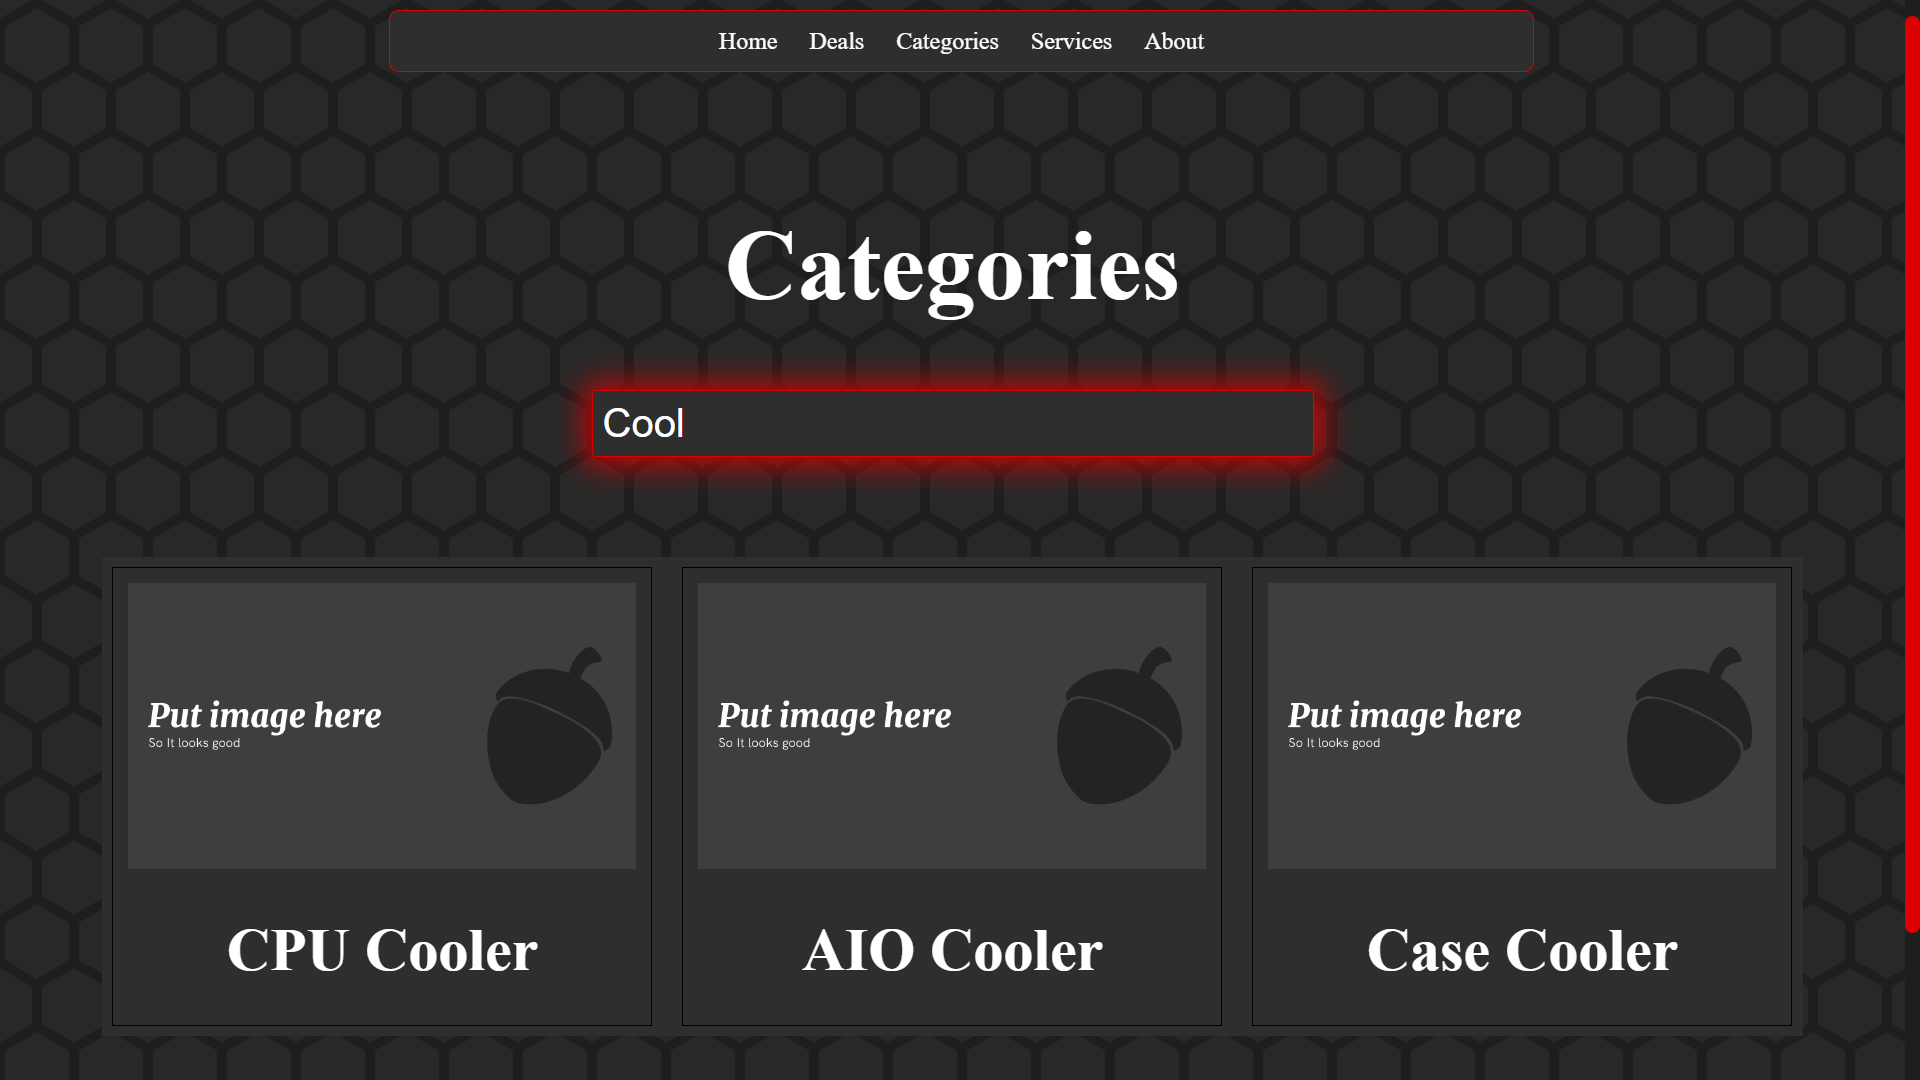 Home Deals Categories Services About
Categories
Cool
Put image here
So It looks good
CPU Cooler
Put image here
So It looks good
AIO Cooler
Put image here
So It looks good
Case Cooler